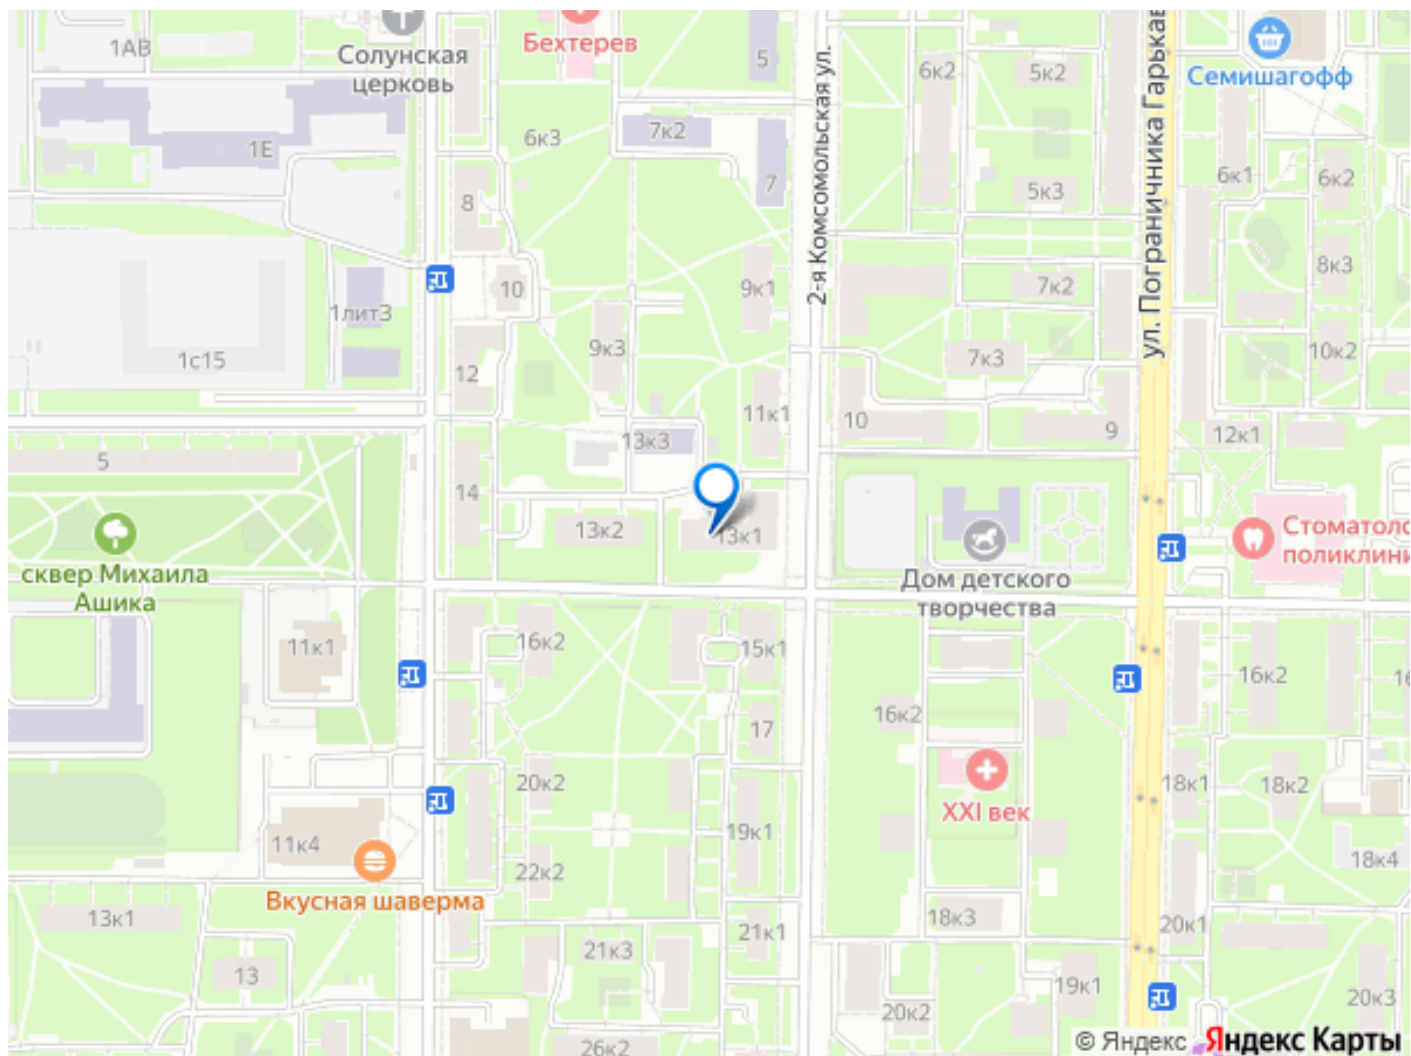 1АВ
Солунская
церковь
Бехтерев
5
2-я Комсомольская ул.
6к2
5к2
ул. Пограничника Гарькав
Семишагофф
1Е
6к3
7к2
7
8
5к3
6к1
6к2
10
9к1
7к2
8к3
1лит3
1с15
9к3
12
7к3
10к2
11к1
10
9
12к1
13к3
5
14
13к2
13к1
сквер Михаила
Ашика
Дом детского
творчества
Стоматоло
поликлини
11к1
16к2
15к1
16к2
16к2
16
17
20к2
XXI век
18к1
18к2
11к4
19к1
18к4
22к2
Вкусная шаверма
13к1
18к3
20к1
21к1
21к3
13
19к1
20к3
20к2
26к2
© Яндекс Яндекс Карты